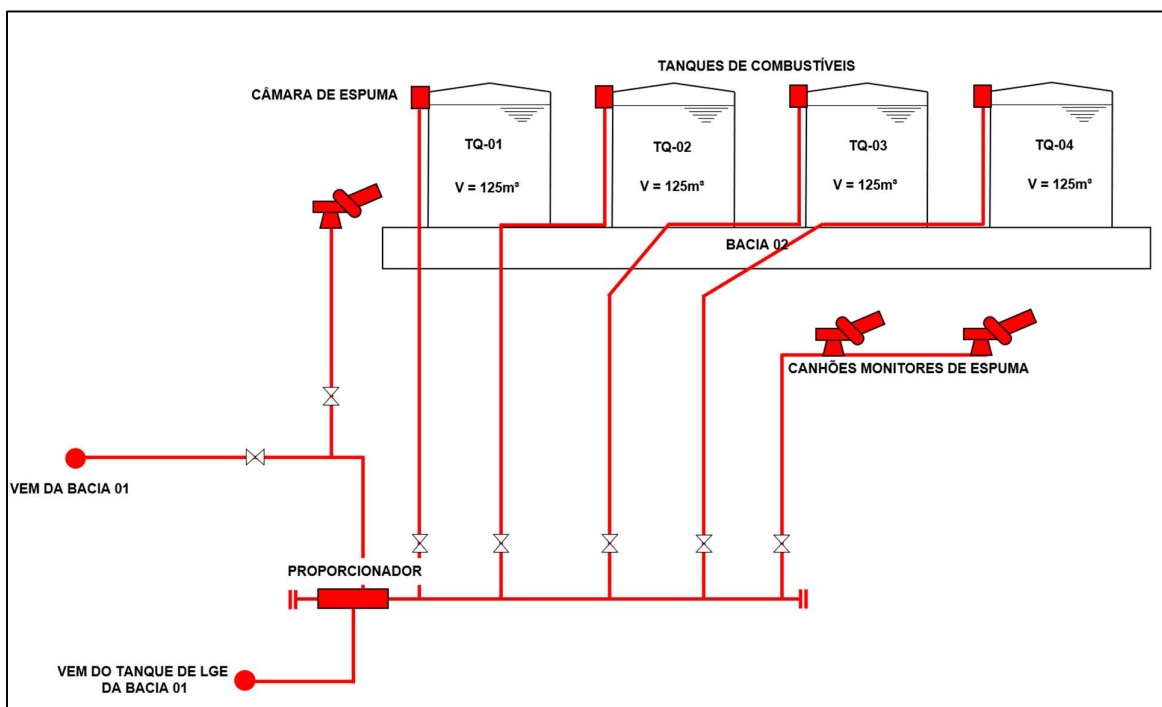 TANQUES DE COMBUSTÍVEIS
CÂMARA DE ESPUMA
TQ-01
TQ-02
TQ-03
TQ-04
V = 125m³
V = 125m³
V = 125m³
V = 125m³
BACIA 02
CANHÕES MONITORES DE ESPUMA
VEM DA BACIA 01
PROPORCIONADOR
VEM DO TANQUE DE LGE
DA BACIA 01